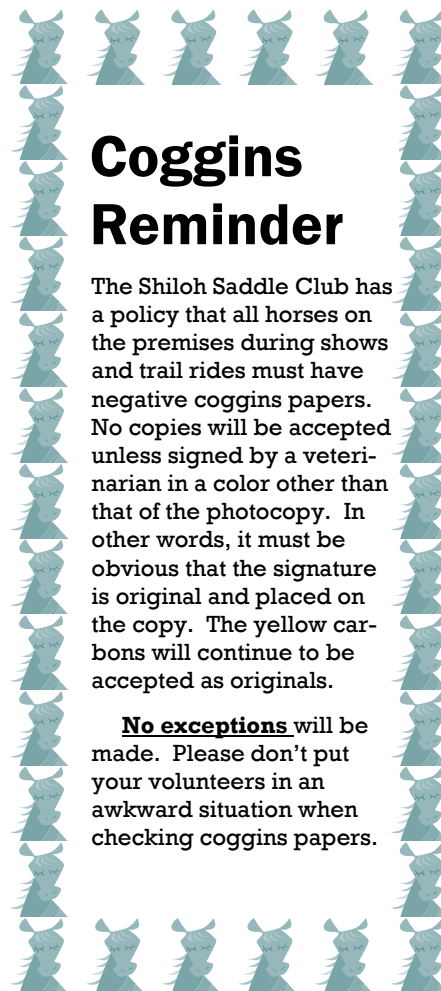 Coggins
Reminder
The Shiloh Saddle Club has
a policy that all horses on
the premises during shows
and trail rides must have
negative coggins papers.
No copies will be accepted
unless signed by a veteri-
narian in a color other than
that of the photocopy.  In
other words, it must be
obvious that the signature
is original and placed on
the copy.  The yellow car-
bons will continue to be
accepted as originals.
No exceptions will be
made.  Please don’t put
your volunteers in an
awkward situation when
checking coggins papers.